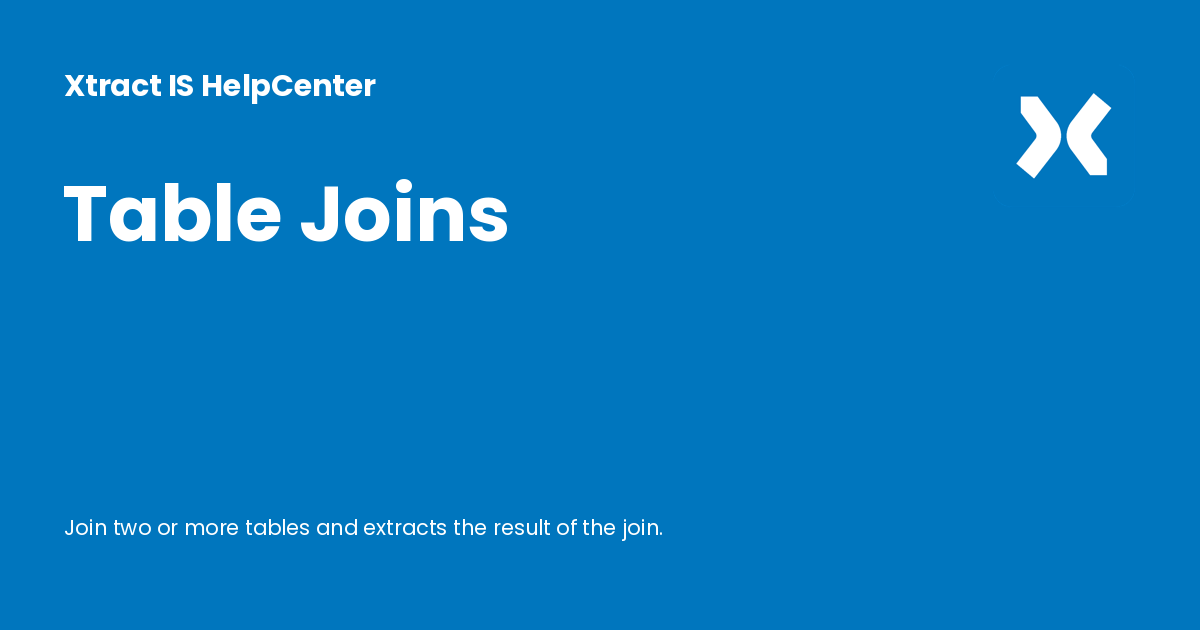 Xtract IS HelpCenter
Table Joins
Join two or more tables and extracts the result of the join.